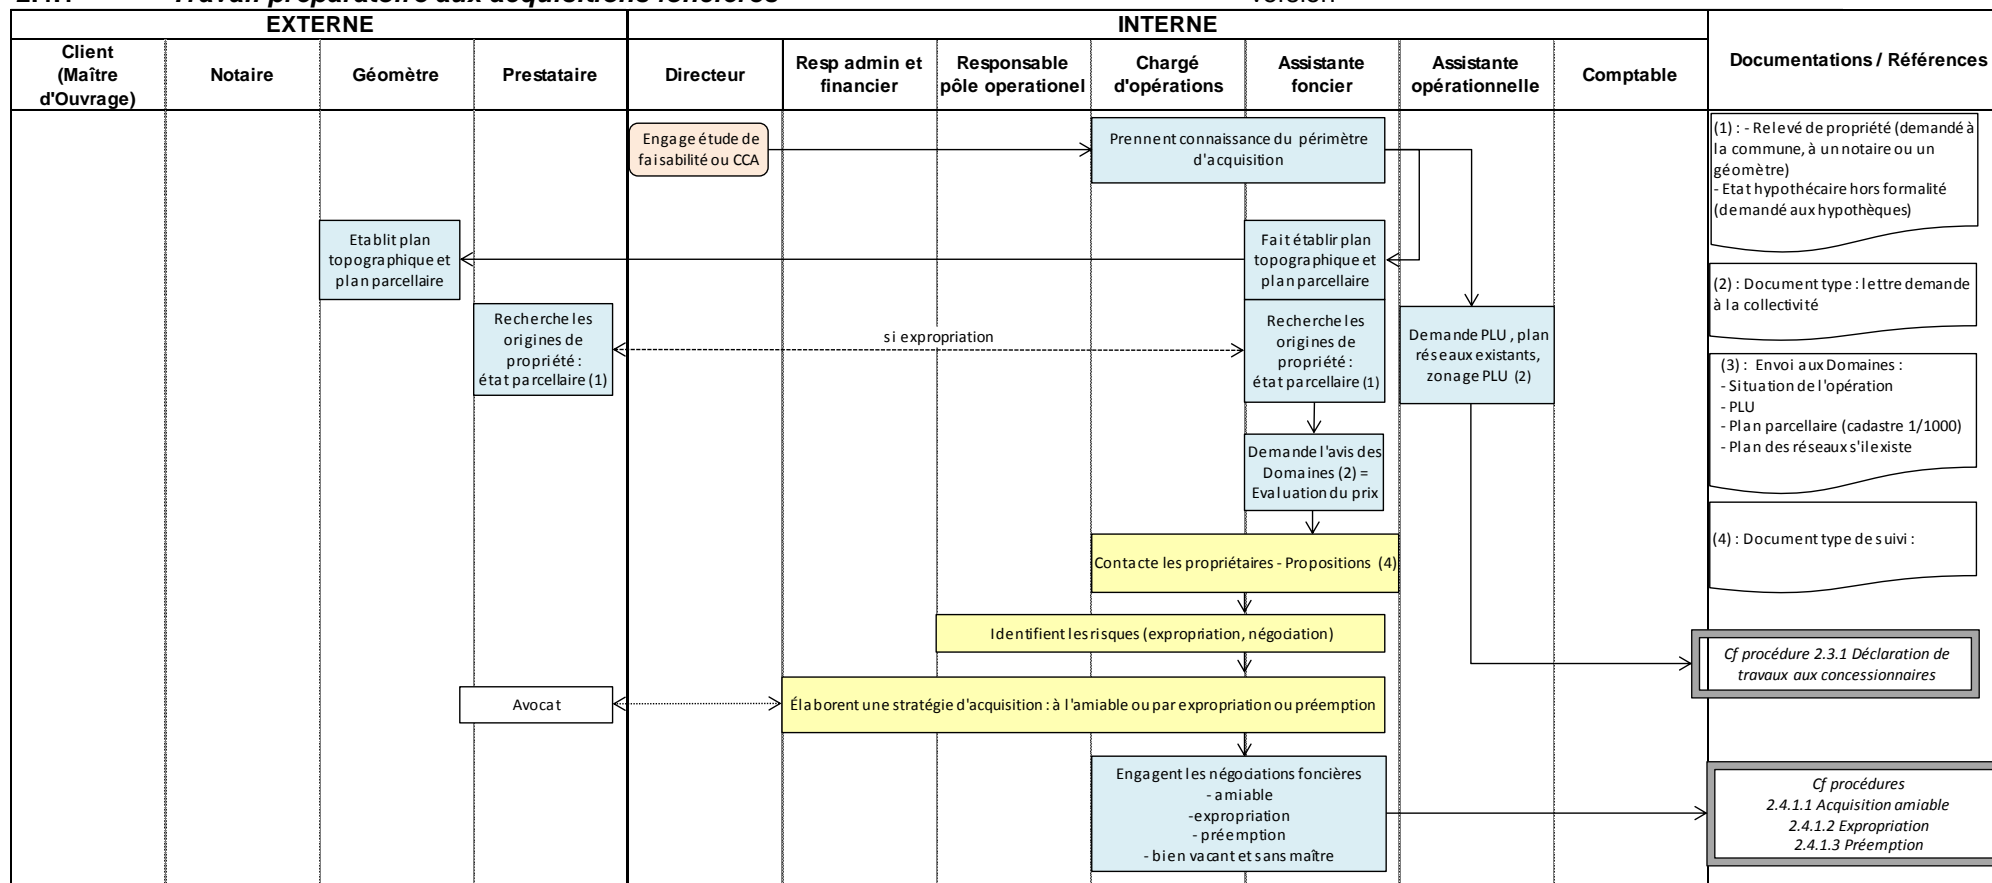 Travail préparatoire aux acquisitions foncières
EXTERNE
INTERNE
Client
(Maître
d'Ouvrage)
Notaire
Géomètre
Prestataire
Directeur
Resp admin et
financier
Responsable
pôle operationel
Chargé
d'opérations
Assistante
foncier
Assistante
opérationnelle
Comptable
Documentations / Références
Engage étude de
faisabilité ou CCA
Prennent connaissance du périmètre
d'acquisition
(1) : - Relevé de propriété (demandé à
la commune, à un notaire ou un
géomètre)
- Etat hypothécaire hors formalité
(demandé aux hypothèques)
Etablit plan
topographique et
plan parcellaire
Fait établir plan
topographique et
plan parcellaire
(2) : Document type : lettre demande
à la collectivité
Recherche les
origines de
propriété :
état parcellaire (1)
si expropriation
Recherche les
origines de
propriété :
état parcellaire (1)
Demande PLU , plan
réseaux existants,
zonage PLU (2)
(3) : Envoi aux Domaines :
- Situation de l'opération
- PLU
- Plan parcellaire (cadastre 1/1000)
- Plan des réseaux s'il existe
Demande l'avis des
Domaines (2) =
Evaluation du prix
(4) : Document type de suivi :
Contacte les propriétaires - Propositions (4)
Identifient les risques (expropriation, négociation)
Cf procédure 2.3.1 Déclaration de
travaux aux concessionnaires
Avocat
Élaborent une stratégie d'acquisition : à l'amiable ou par expropriation ou préemption
Engagent les négociations foncières
- amiable
-expropriation
- préemption
- bien vacant et sans maître
Cf procédures
2.4.1.1 Acquisition amiable
2.4.1.2 Expropriation
2.4.1.3 Préemption